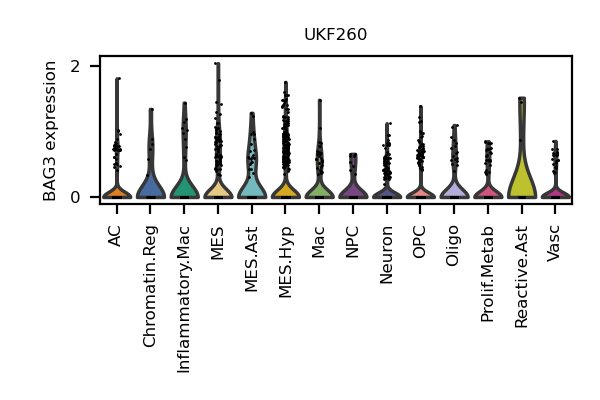 UKF260
BAG3 expression
2
0
AC
Chromatin.Reg
Inflammatory.Mac
MES
MES.Ast
MES.Hyp
Mac
NPC
Neuron
OPC
Oligo
Prolif.Metab
Reactive.Ast
Vasc